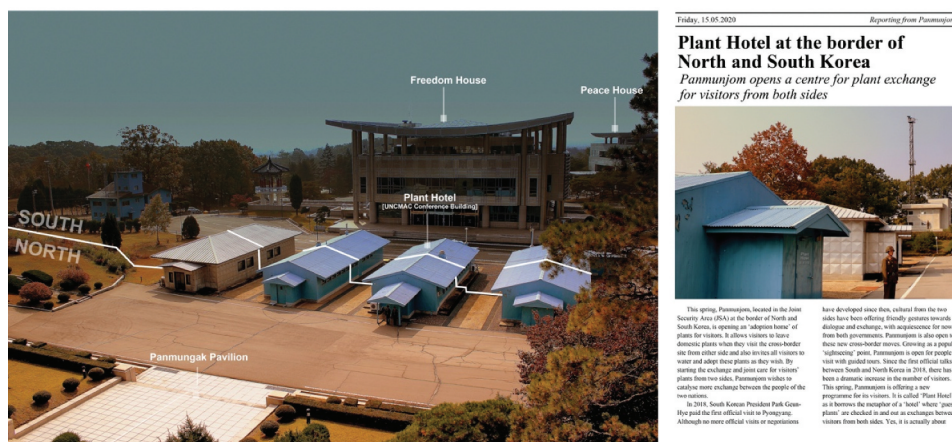 Freedom House
Peace House
Plant Hotel
[UNCMAC Conference Building]
SOUTH
NORTH
Panmungak Pavilion
Friday, 15.05.2020
Reporting from Panmunjom
Plant Hotel at the border of
North and South Korea
Panmunjom opens a centre for plant exchange
for visitors from both sides
This spring, Panmunjom, located in the Joint
Security Area (JSA) at the border of North and
South Korea, is opening an 'adoption home' of
plants for visitors. It allows visitors to leave
domestic plants when they visit the cross-border
site from either side and also invites all visitors to
water and adopt these plants as they wish. By
starting the exchange and joint care for visitors'
plants from two sides, Panmunjom wishes to
catalyse more exchange between the people of the
two nations.
In 2018, South Korean President Park Geun-
Hye paid the first official visit to Pyongyang.
Although no more official visits or negotiations
have developed since then, cultural from the two
sides have been offering friendly gestures towards
dialogue and exchange, with acquiescence for now
from both governments. Panmunjom is also open to
these new cross-border moves. Growing as a popul
'sightseeing' point, Panmunjom is open for people
visit with guided tours. Since the first official talks
between South and North Korea in 2018, there has
been a dramatic increase in the number of visitors.
This spring, Panmunjom is offering a new
programme for its visitors. It is called 'Plant Hotel'
as it borrows the metaphor of a 'hotel' where 'guest
plants' are checked in and out as exchanges between
visitors from both sides. Yes, it is actually about